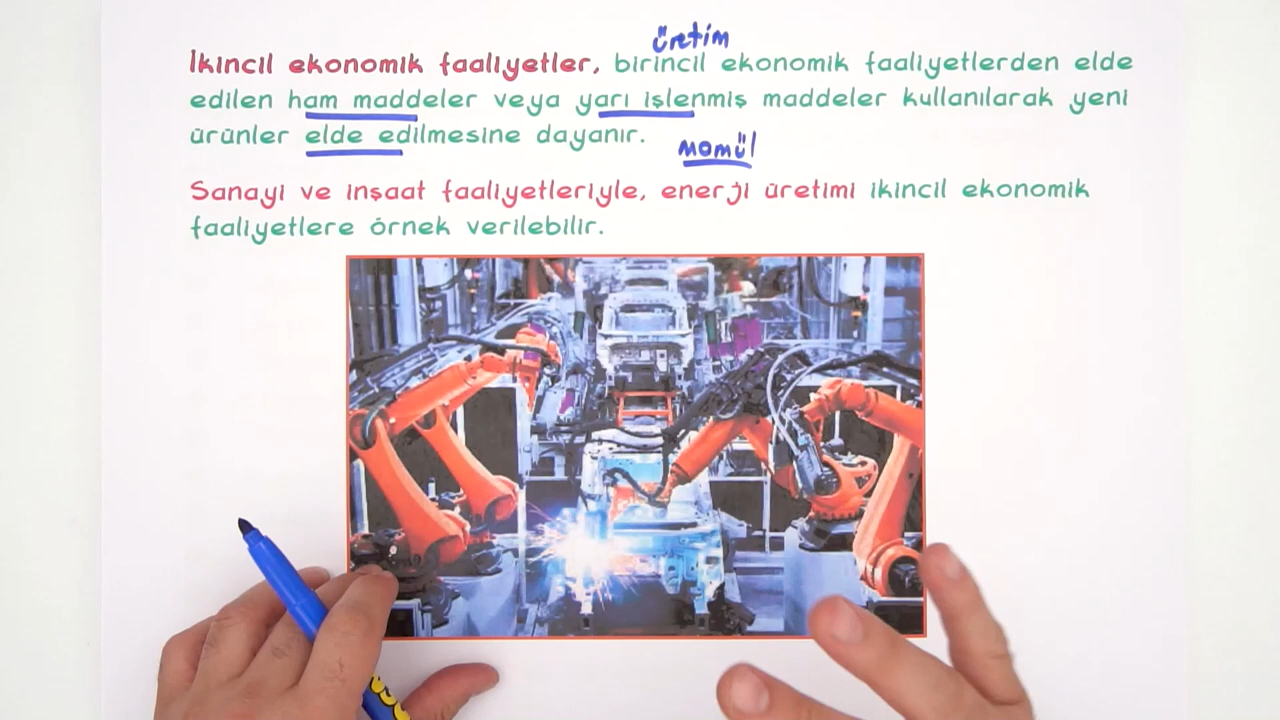 üretim
İkincil ekonomik faaliyetler, birincil ekonomik faaliyetlerden elde
edilen ham maddeler veya yarı işlenmiş maddeler kullanılarak yeni
ürünler elde edilmesine dayanır.
mamül
Sanayi ve inşaat faaliyetleriyle, enerji üretimi ikincil ekonomik
faaliyetlere örnek verilebilir.